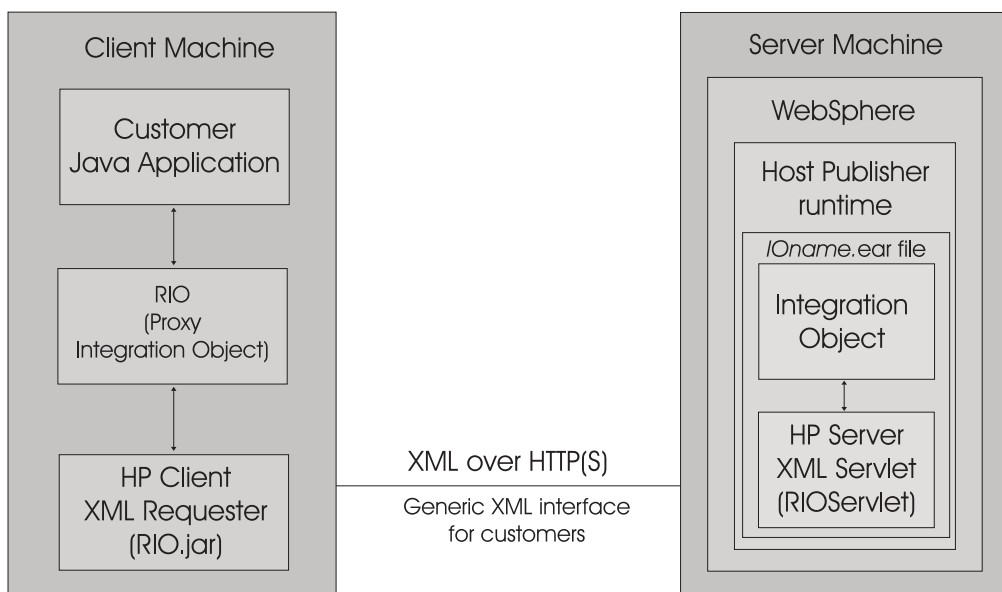 Client Machine
Customer
Java Application
RIO
(Proxy
Integration Object)
HP Client
XML Requester
(RIO.jar)
XML over HTTP(S)
Generic XML interface
for customers
Server Machine
WebSphere
Host Publisher
runtime
IOname.ear file
Integration
Object
HP Server
XML Servlet
(RIOServlet)